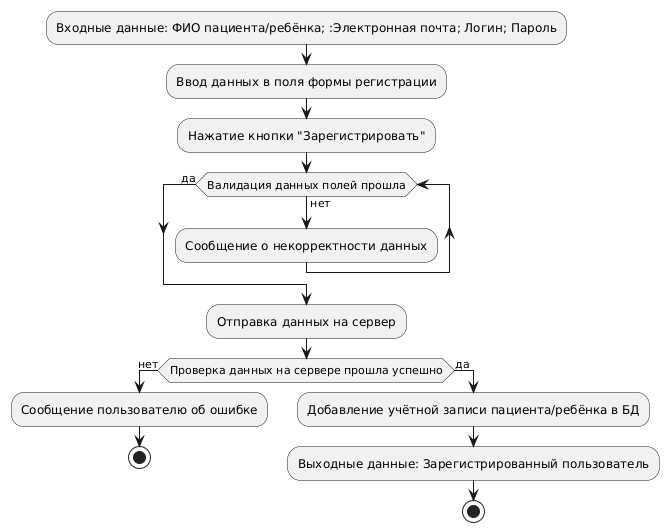 Входные данные: ФИО пациента/ребёнка; :Электронная почта; Логин; Пароль
Ввод данных в поля формы регистрации
Нажатие кнопки "Зарегистрировать"
да
Валидация данных полей прошла
нет
Сообщение о некорректности данных
Отправка данных на сервер
нет
Проверка данных на сервере прошла успешно
да
Сообщение пользователю об ошибке
Добавление учётной записи пациента/ребёнка в БД
Выходные данные: Зарегистрированный пользователь